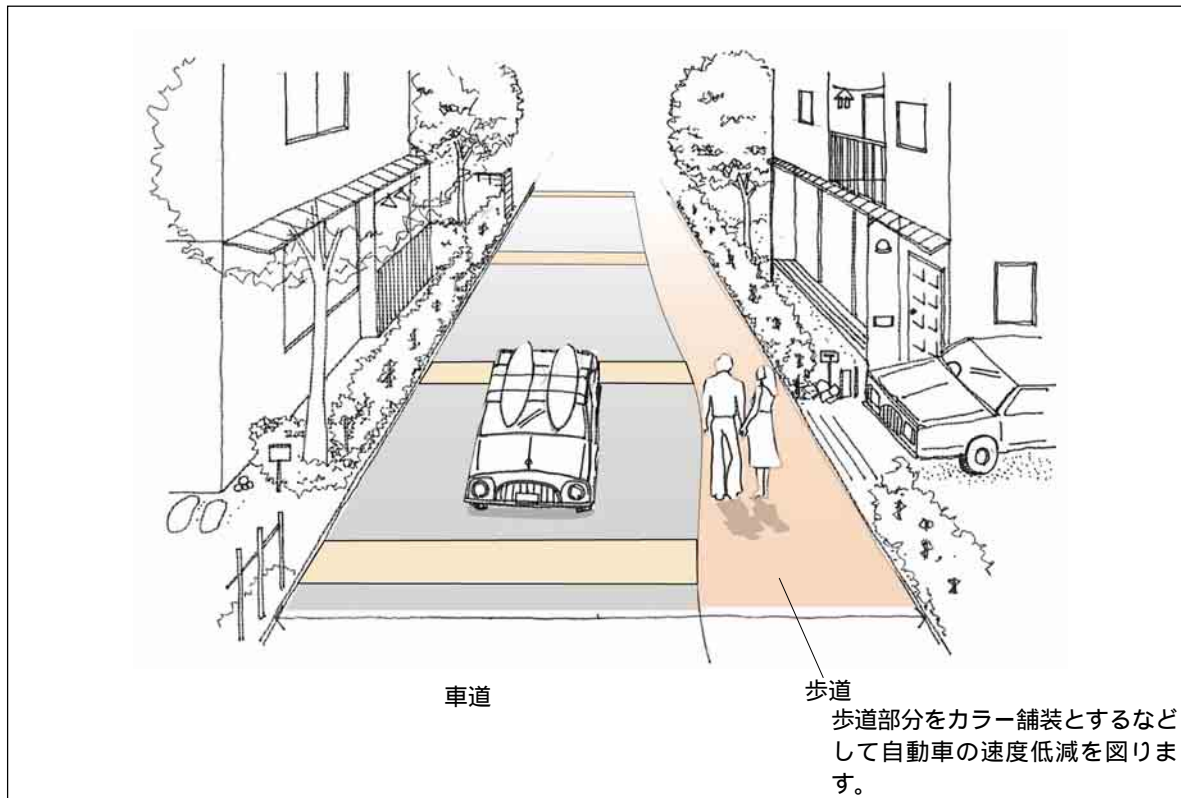 車道
歩道
歩道部分をカラー舗装とするなど
して自動車の速度低減を図りま
す。